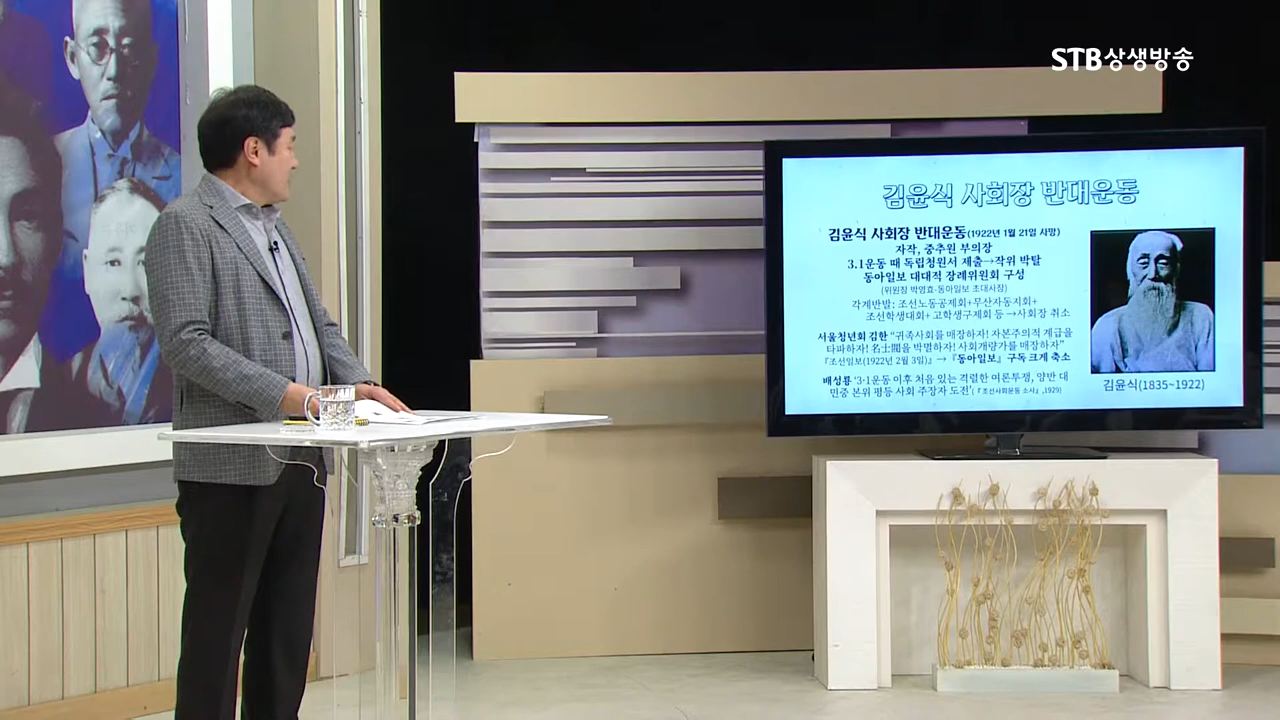 STB상생방송
김윤식 사회장 반대운동
김윤식 사회장 반대운동(1922년 1월 21일 사망)
자작, 중추원 부의장
3.1운동 때 독립청원서 제출→작위 박탈
동아일보 대대적 장례위원회 구성
(위원장 박영효-동아일보 초대사장)
각계반발; 조선노동공제회+무산자동지회+
조선학생대회+고학생구제회 등 →사회장 취소
서울청년회 김한 “귀족사회를 매장하자! 자본주의적 계급을
타파하자! 名士閥을 박멸하자! 사회개량가를 매장하자”
『조선일보(1922년 2월 3일)』→ 『동아일보』 구독 크게 축소
배성룡 '3·1운동 이후 처음 있는 격렬한 여론투쟁, 양반 대
민중 본위 평등 사회 주장자 도전'(『조선사회운동 소사』,1929)
김윤식(1835~1922)